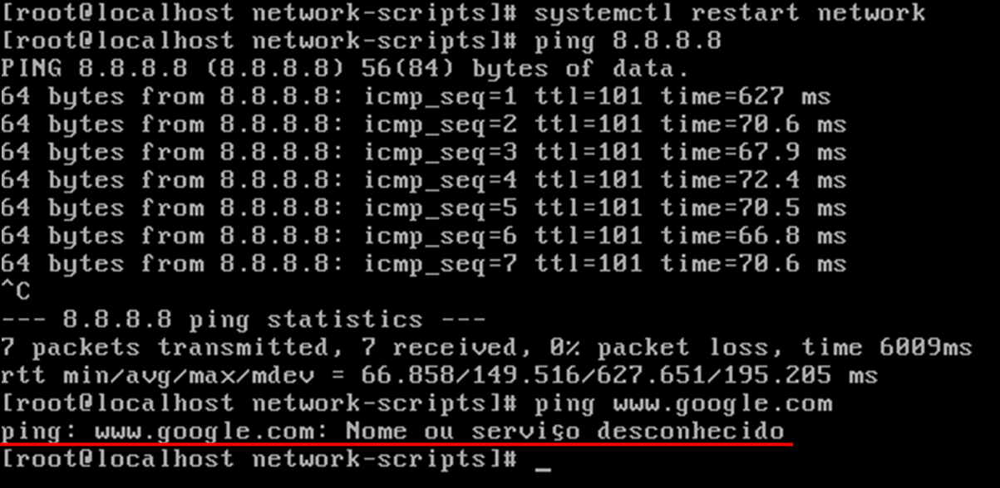 [root@localhost network-scripts]# systemctl restart network
[root@localhost network-scripts]# ping 8.8.8.8
PING 8.8.8.8 (8.8.8.8) 56(84) bytes of data.
64 bytes from 8.8.8.8: icmp_seq=1 ttl=101 time=627 ms
64 bytes from 8.8.8.8: icmp_seq=2 ttl=101 time=70.6 ms
64 bytes from 8.8.8.8: icmp_seq=3 ttl=101 time=67.9 ms
64 bytes from 8.8.8.8: icmp_seq=4 ttl=101 time=72.4 ms
64 bytes from 8.8.8.8: icmp_seq=5 ttl=101 time=70.5 ms
64 bytes from 8.8.8.8: icmp_seq=6 ttl=101 time=66.8 ms
64 bytes from 8.8.8.8: icmp_seq=7 ttl=101 time=70.6 ms
^C
--- 8.8.8.8 ping statistics ---
7 packets transmitted, 7 received, 0% packet loss, time 6009ms
rtt min/avg/max/mdev = 66.858/149.516/627.651/195.205 ms
[root@localhost network-scripts]# ping www.google.com
ping: www.google.com: Nome ou serviço desconhecido
[root@localhost network-scripts]# _